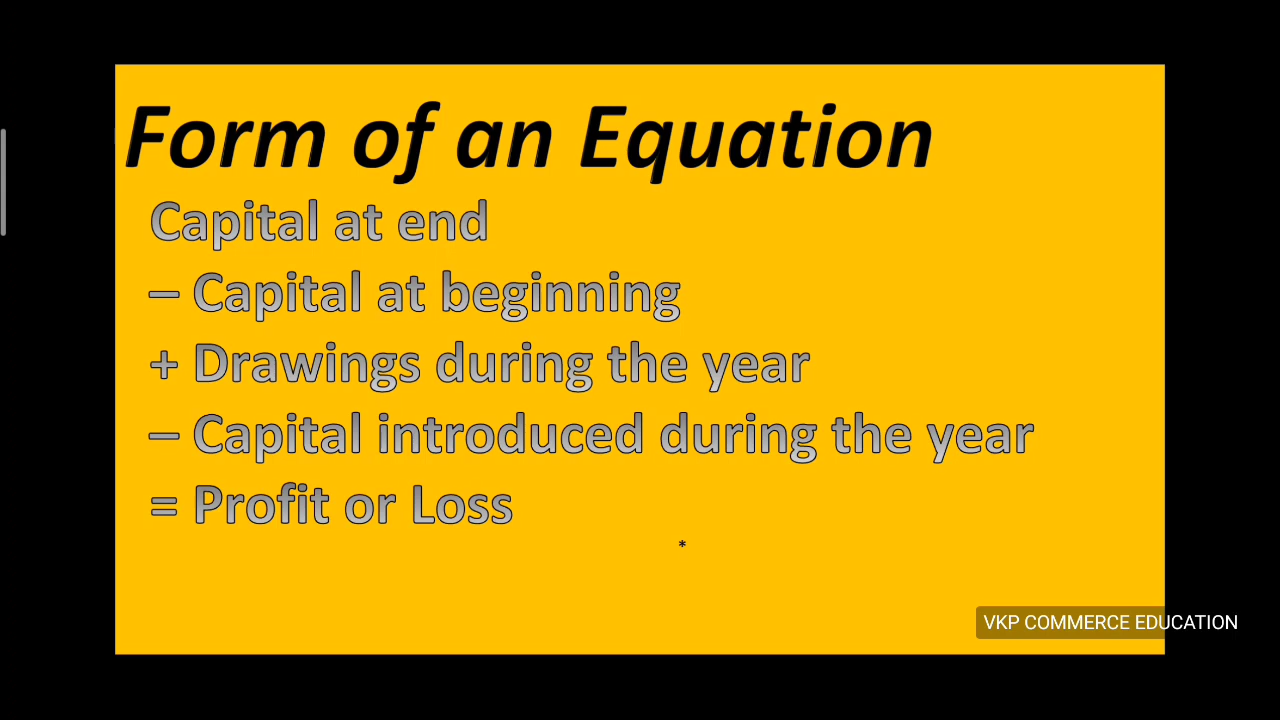 Form of an Equation
Capital at end
– Capital at beginning
+ Drawings during the year
– Capital introduced during the year
= Profit or Loss
*
VKP COMMERCE EDUCATION